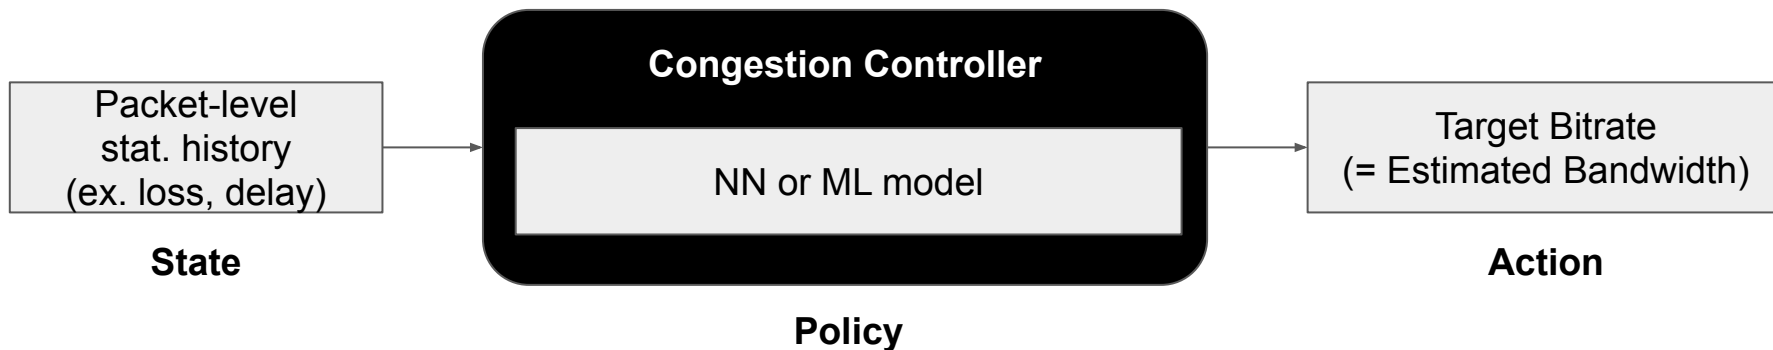 Packet-level
stat. history
(ex. loss, delay)
State
Congestion Controller
NN or ML model
Policy
Target Bitrate
(= Estimated Bandwidth)
Action